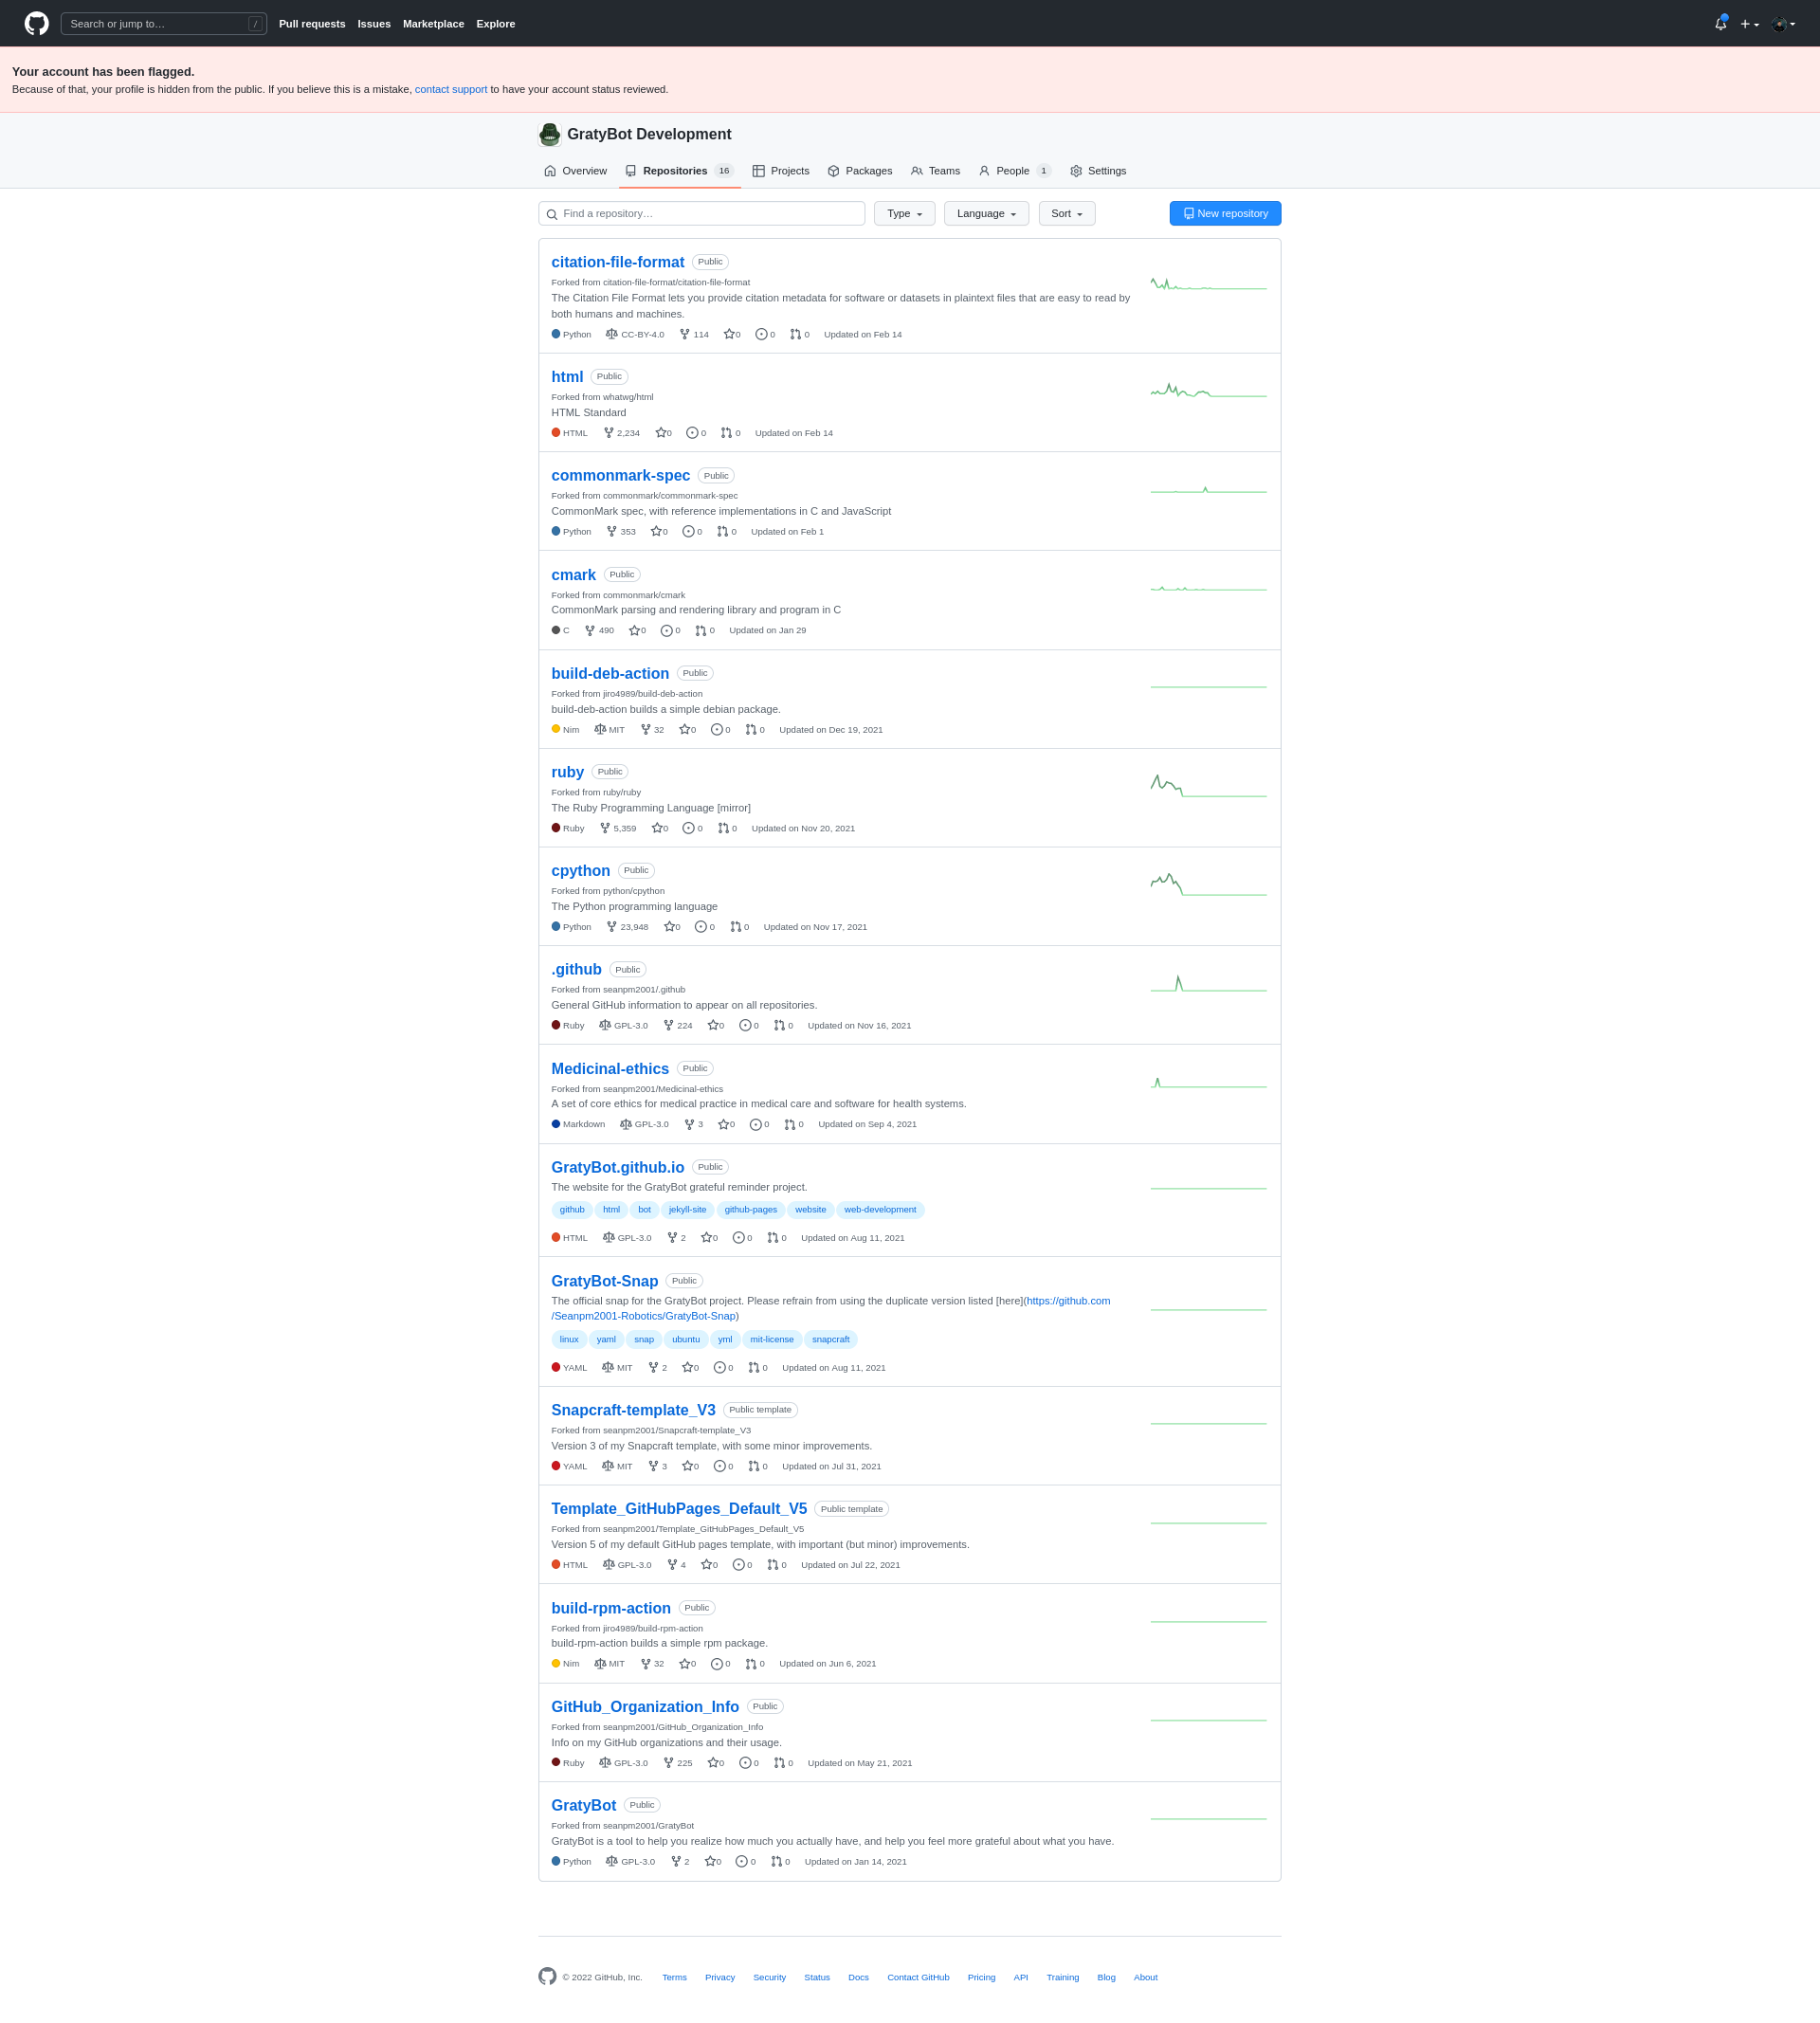 Search or jump to… /
Pull requests Issues Marketplace Explore
Your account has been flagged.
Because of that, your profile is hidden from the public. If you believe this is a mistake, contact support to have your account status reviewed.
GratyBot Development
Overview Repositories 16 Projects Packages Teams People 1 Settings
Find a repository… Type Language Sort New repository
citation-file-format Public
Forked from citation-file-format/citation-file-format
The Citation File Format lets you provide citation metadata for software or datasets in plaintext files that are easy to read by
both humans and machines.
Python CC-BY-4.0 114 0 0 0 Updated on Feb 14
html Public
Forked from whatwg/html
HTML Standard
HTML 2,234 0 0 0 Updated on Feb 14
commonmark-spec Public
Forked from commonmark/commonmark-spec
CommonMark spec, with reference implementations in C and JavaScript
Python 353 0 0 0 Updated on Feb 1
cmark Public
Forked from commonmark/cmark
CommonMark parsing and rendering library and program in C
C 490 0 0 0 Updated on Jan 29
build-deb-action Public
Forked from jiro4989/build-deb-action
build-deb-action builds a simple debian package.
Nim MIT 32 0 0 0 Updated on Dec 19, 2021
ruby Public
Forked from ruby/ruby
The Ruby Programming Language [mirror]
Ruby 5,359 0 0 0 Updated on Nov 20, 2021
cpython Public
Forked from python/cpython
The Python programming language
Python 23,948 0 0 0 Updated on Nov 17, 2021
.github Public
Forked from seanpm2001/.github
General GitHub information to appear on all repositories.
Ruby GPL-3.0 224 0 0 0 Updated on Nov 16, 2021
Medicinal-ethics Public
Forked from seanpm2001/Medicinal-ethics
A set of core ethics for medical practice in medical care and software for health systems.
Markdown GPL-3.0 3 0 0 0 Updated on Sep 4, 2021
GratyBot.github.io Public
The website for the GratyBot grateful reminder project.
github html bot jekyll-site github-pages website web-development
HTML GPL-3.0 2 0 0 0 Updated on Aug 11, 2021
GratyBot-Snap Public
The official snap for the GratyBot project. Please refrain from using the duplicate version listed [here](https://github.com
/Seanpm2001-Robotics/GratyBot-Snap)
linux yaml snap ubuntu yml mit-license snapcraft
YAML MIT 2 0 0 0 Updated on Aug 11, 2021
Snapcraft-template_V3 Public template
Forked from seanpm2001/Snapcraft-template_V3
Version 3 of my Snapcraft template, with some minor improvements.
YAML MIT 3 0 0 0 Updated on Jul 31, 2021
Template_GitHubPages_Default_V5 Public template
Forked from seanpm2001/Template_GitHubPages_Default_V5
Version 5 of my default GitHub pages template, with important (but minor) improvements.
HTML GPL-3.0 4 0 0 0 Updated on Jul 22, 2021
build-rpm-action Public
Forked from jiro4989/build-rpm-action
build-rpm-action builds a simple rpm package.
Nim MIT 32 0 0 0 Updated on Jun 6, 2021
GitHub_Organization_Info Public
Forked from seanpm2001/GitHub_Organization_Info
Info on my GitHub organizations and their usage.
Ruby GPL-3.0 225 0 0 0 Updated on May 21, 2021
GratyBot Public
Forked from seanpm2001/GratyBot
GratyBot is a tool to help you realize how much you actually have, and help you feel more grateful about what you have.
Python GPL-3.0 2 0 0 0 Updated on Jan 14, 2021
© 2022 GitHub, Inc. Terms Privacy Security Status Docs Contact GitHub Pricing API Training Blog About